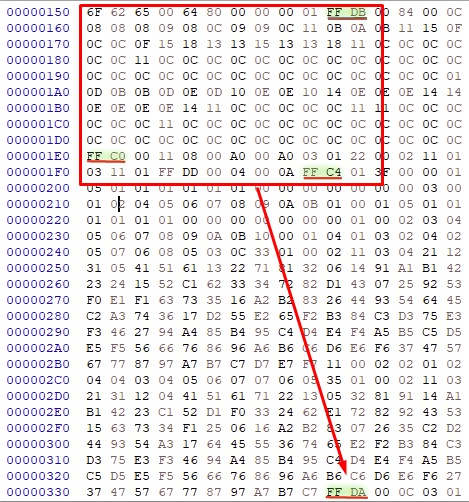 00000150 6F 62 65 00 64 80 00 00 00 01 FF DB 00 84 00 0C
00000160 08 08 08 09 08 0C 09 09 0C 11 0B 0A 0B 11 15 0F
00000170 0C 0C 0F 15 18 13 13 15 13 13 18 11 0C 0C 0C 0C
00000180 0C 0C 11 0C 0C 0C 0C 0C 0C 0C 0C 0C 0C 0C 0C 0C
00000190 0C 0C 0C 0C 0C 0C 0C 0C 0C 0C 0C 0C 0C 0C 0C 01
000001A0 0D 0B 0B 0D 0E 0D 10 0E 0E 10 14 0E 0E 0E 14 14
000001B0 0E 0E 0E 0E 14 11 0C 0C 0C 0C 0C 11 11 0C 0C 0C
000001C0 0C 0C 0C 11 0C 0C 0C 0C 0C 0C 0C 0C 0C 0C 0C 0C
000001D0 0C 0C 0C 0C 0C 0C 0C 0C 0C 0C 0C 0C 0C 0C 0C 0C
000001E0 FF C0 00 11 08 00 A0 00 A0 03 01 22 00 02 11 01
000001F0 03 11 01 FF DD 00 04 00 0A FF C4 01 3F 00 00 01
00000200 05 01 01 01 01 01 01 00 00 00 00 00 00 00 03 00
00000210 01 02 04 05 06 07 08 09 0A 0B 01 00 01 05 01 01
00000220 01 01 01 01 00 00 00 00 00 00 00 01 00 02 03 04
00000230 05 06 07 08 09 0A 0B 10 00 01 04 01 03 02 04 02
00000240 05 07 06 08 05 03 0C 33 01 00 02 11 03 04 21 12
00000250 31 05 41 51 61 13 22 71 81 32 06 14 91 A1 B1 42
00000260 23 24 15 52 C1 62 33 34 72 82 D1 43 07 25 92 53
00000270 F0 E1 F1 63 73 35 16 A2 B2 83 26 44 93 54 64 45
00000280 C2 A3 74 36 17 D2 55 E2 65 F2 B3 84 C3 D3 75 E3
00000290 F3 46 27 94 A4 85 B4 95 C4 D4 E4 F4 A5 B5 C5 D5
000002A0 E5 F5 56 66 76 86 96 A6 B6 C6 D6 E6 F6 37 47 57
000002B0 67 77 87 97 A7 B7 C7 D7 E7 F7 11 00 02 02 01 02
000002C0 04 04 03 04 05 06 07 07 06 05 35 01 00 02 11 03
000002D0 21 31 12 04 41 51 61 71 22 13 05 32 81 91 14 A1
000002E0 B1 42 23 C1 52 D1 F0 33 24 62 E1 72 82 92 43 53
000002F0 15 63 73 34 F1 25 06 16 A2 B2 83 07 26 35 C2 D2
00000300 44 93 54 A3 17 64 45 55 36 74 65 E2 F2 B3 84 C3
00000310 D3 75 E3 F3 46 94 A4 85 B4 95 C4 D4 E4 F4 A5 B5
00000320 C5 D5 E5 F5 56 66 76 86 96 A6 B6 C6 D6 E6 F6 27
00000330 37 47 57 67 77 87 97 A7 B7 C7 FF DA 00 0C 03 01